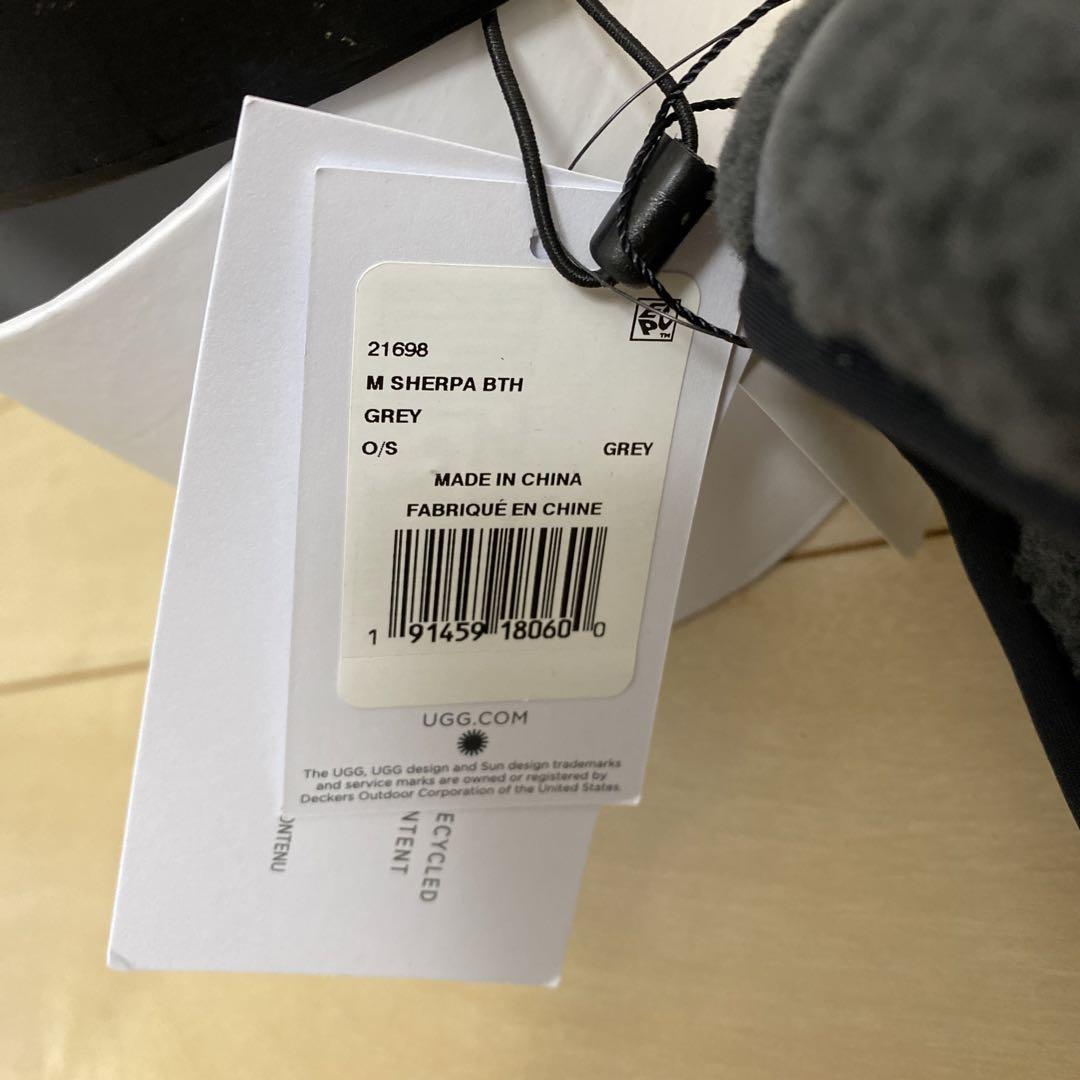 21698
M SHERPA BTH
GREY
O/S GREY
MADE IN CHINA
FABRIQUÉ EN CHINE
1 91459 18060 0
UGG.COM
The UGG, UGG design and Sun design trademarks
and service marks are owned or registered by
Deckers Outdoor Corporation of the United States.
ECYCLED
NTENT
ONTENU